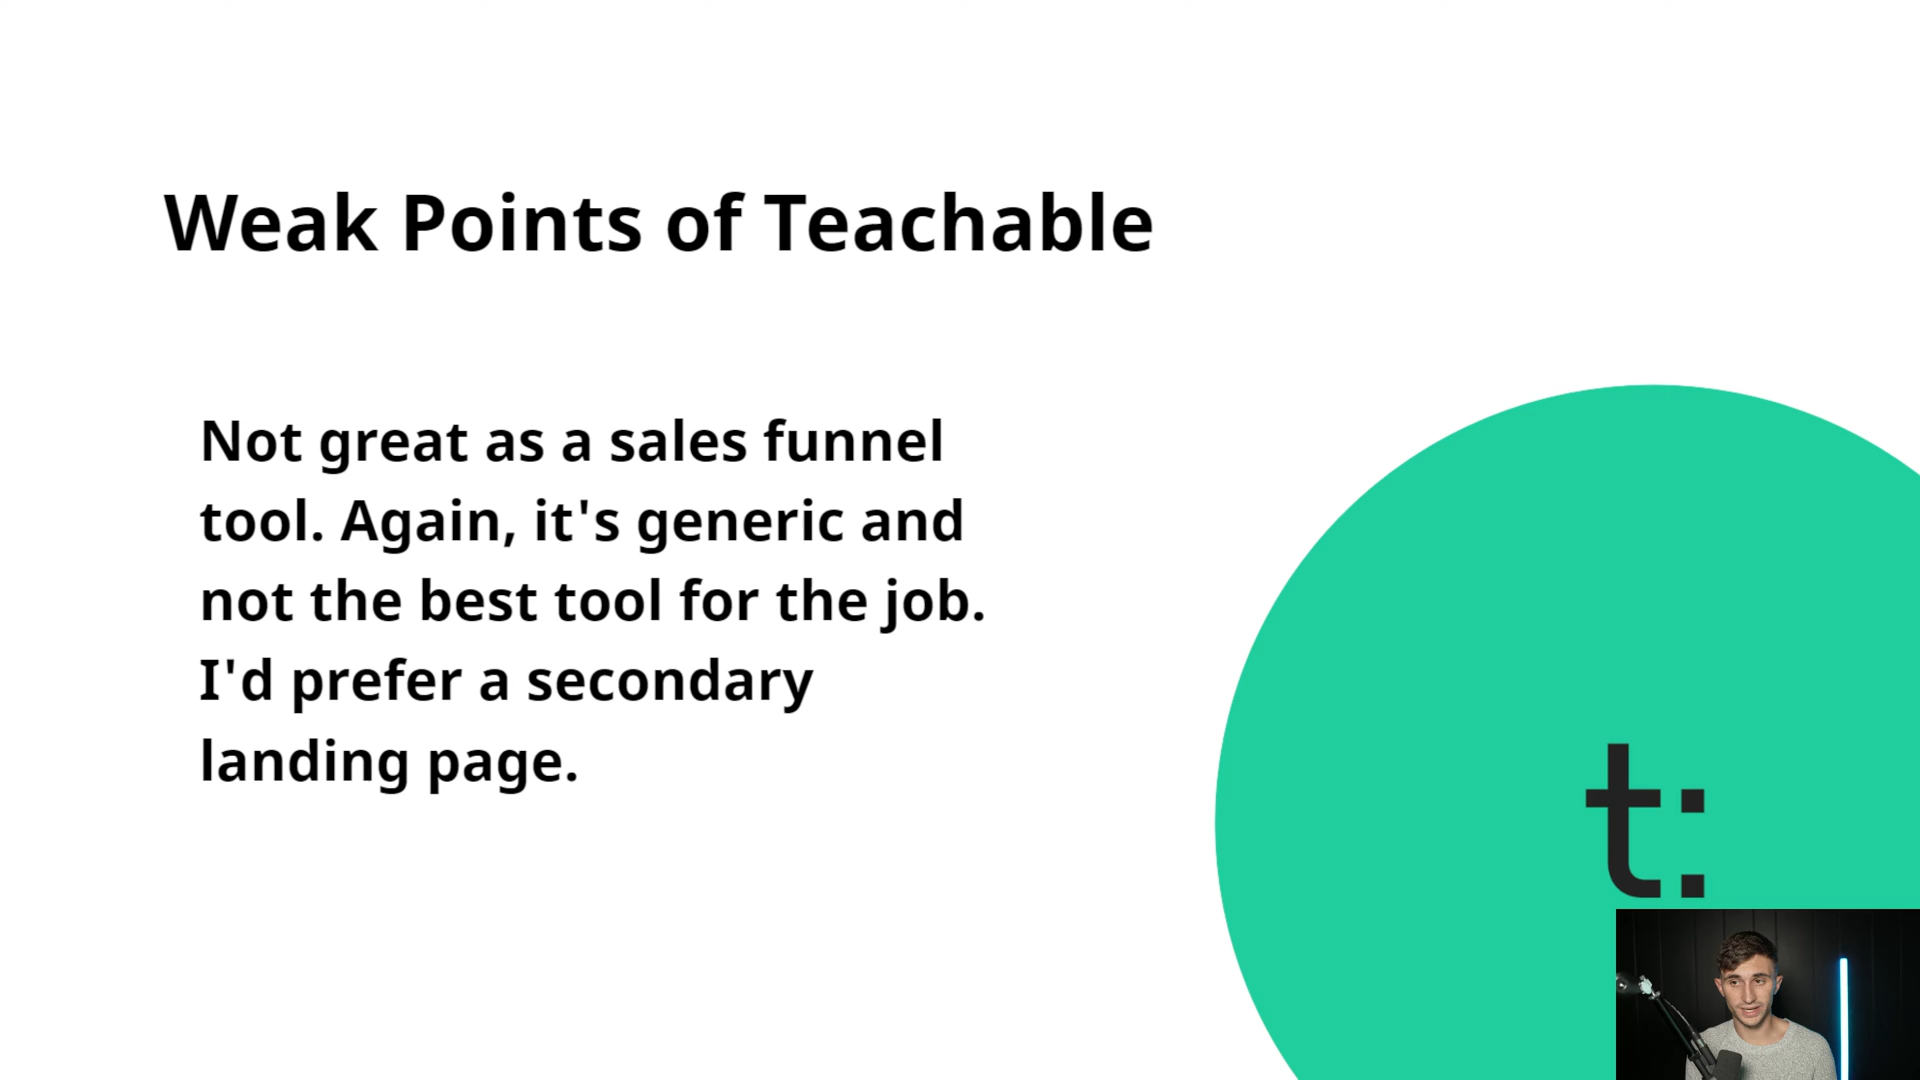 Weak Points of Teachable
Not great as a sales funnel
tool. Again, it's generic and
not the best tool for the job.
I'd prefer a secondary
landing page.
t: